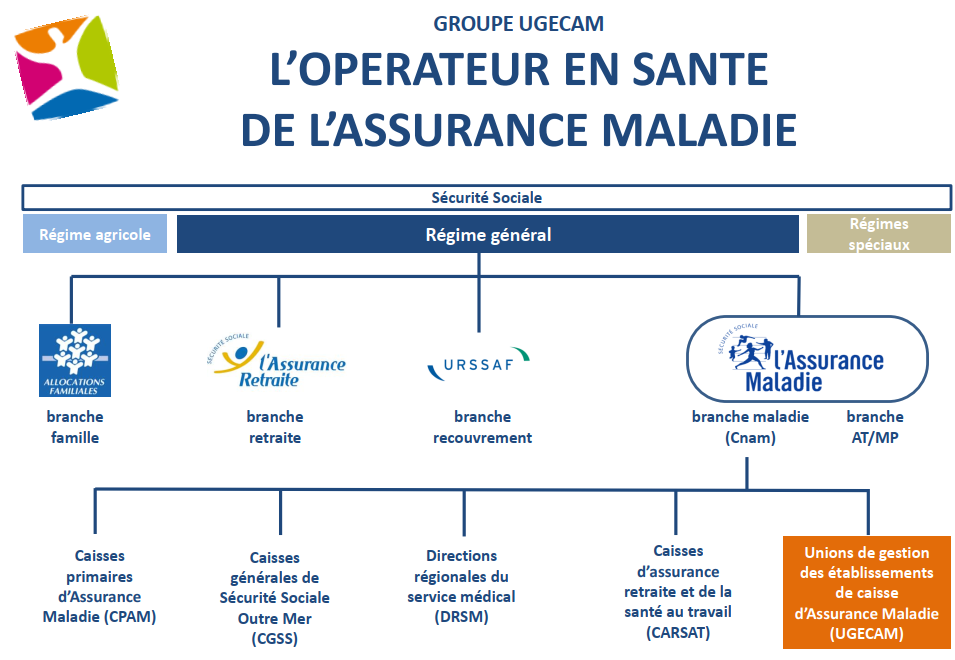 GROUPE UGECAM
L’OPERATEUR EN SANTE
DE L’ASSURANCE MALADIE
Sécurité Sociale
Régime agricole
Régime général
Régimes
spéciaux
ALLOCATIONS
FAMILIALES
SÉCURITÉ SOCIALE
l'Assurance
Retraite
URSSAF
SÉCURITÉ SOCIALE
l'Assurance
Maladie
branche
famille
branche
retraite
branche
recouvrement
branche maladie
(Cnam)
branche
AT/MP
Caisses
primaires
d’Assurance
Maladie (CPAM)
Caisses
générales de
Sécurité Sociale
Outre Mer
(CGSS)
Directions
régionales du
service médical
(DRSM)
Caisses
d’assurance
retraite et de la
santé au travail
(CARSAT)
Unions de gestion
des établissements
de caisse
d’Assurance Maladie
(UGECAM)